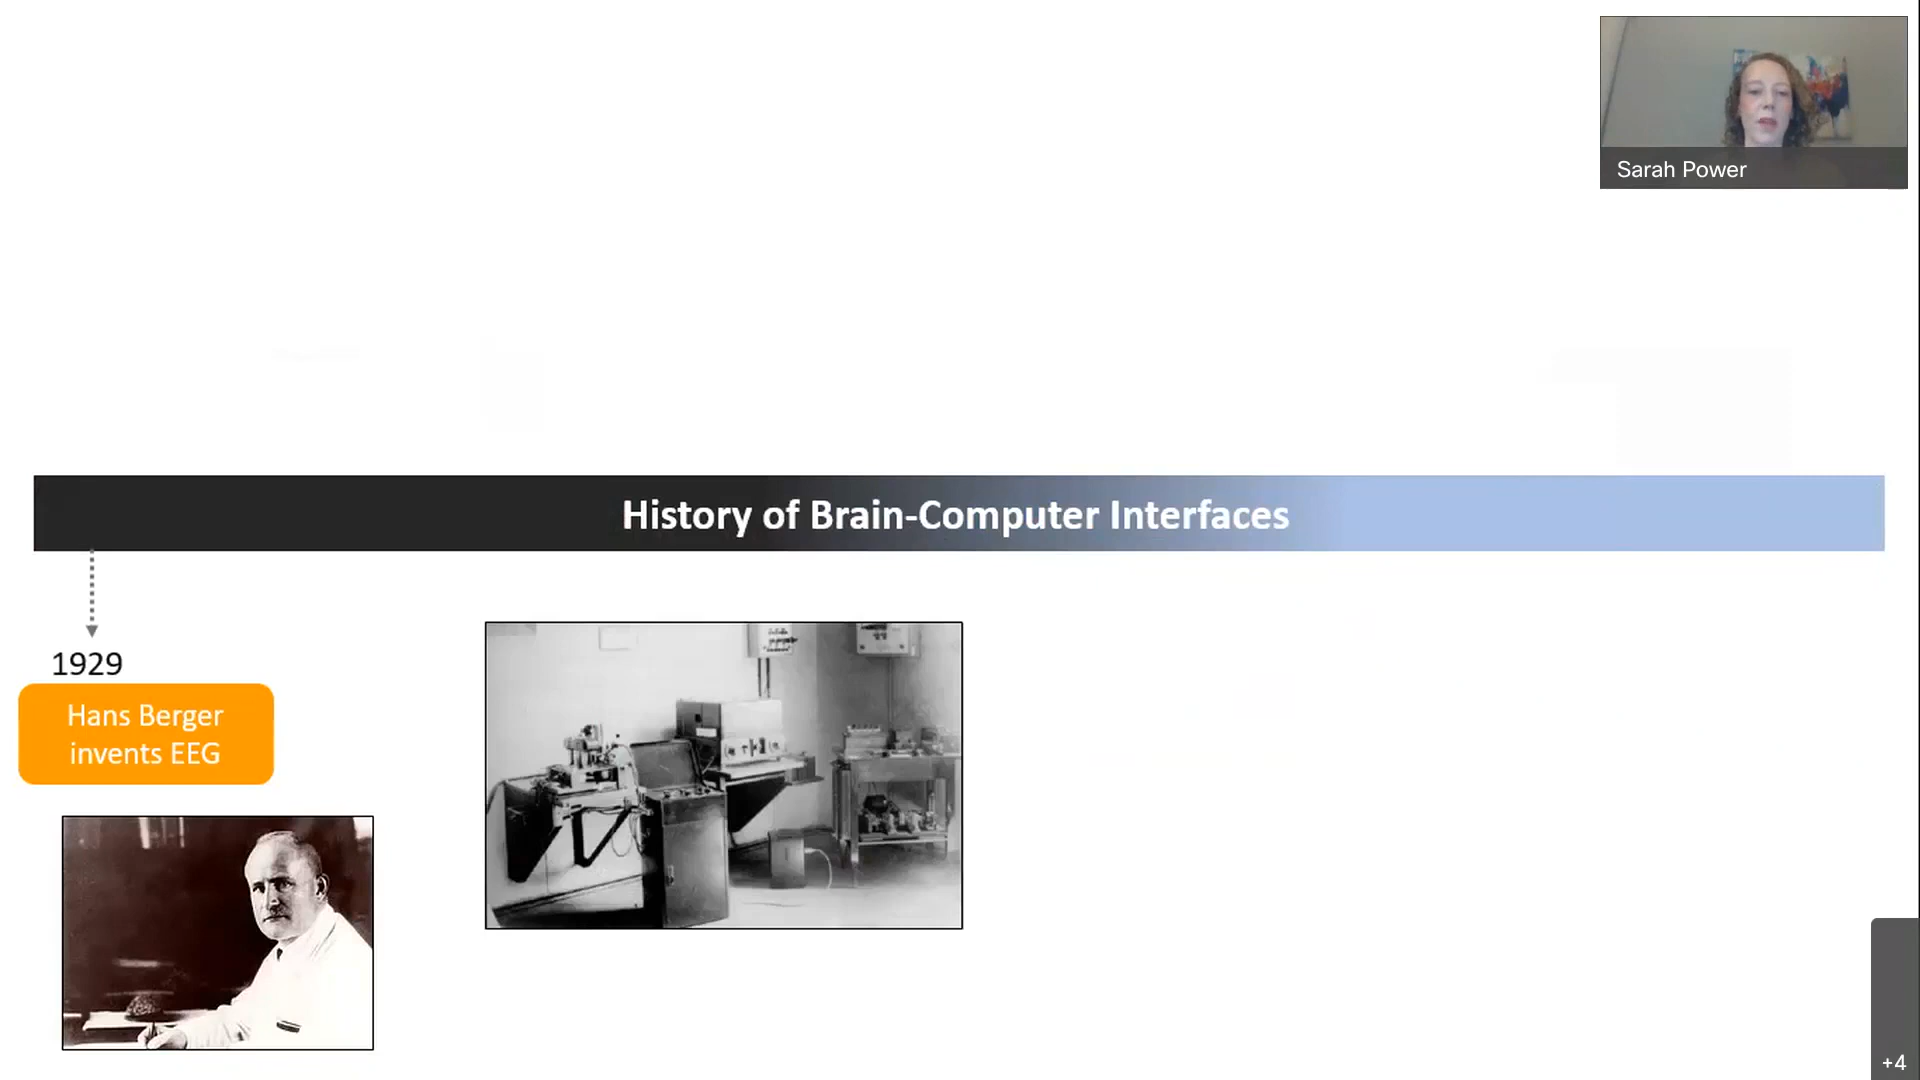 Sarah Power
History of Brain-Computer Interfaces
1929
Hans Berger
invents EEG
+4